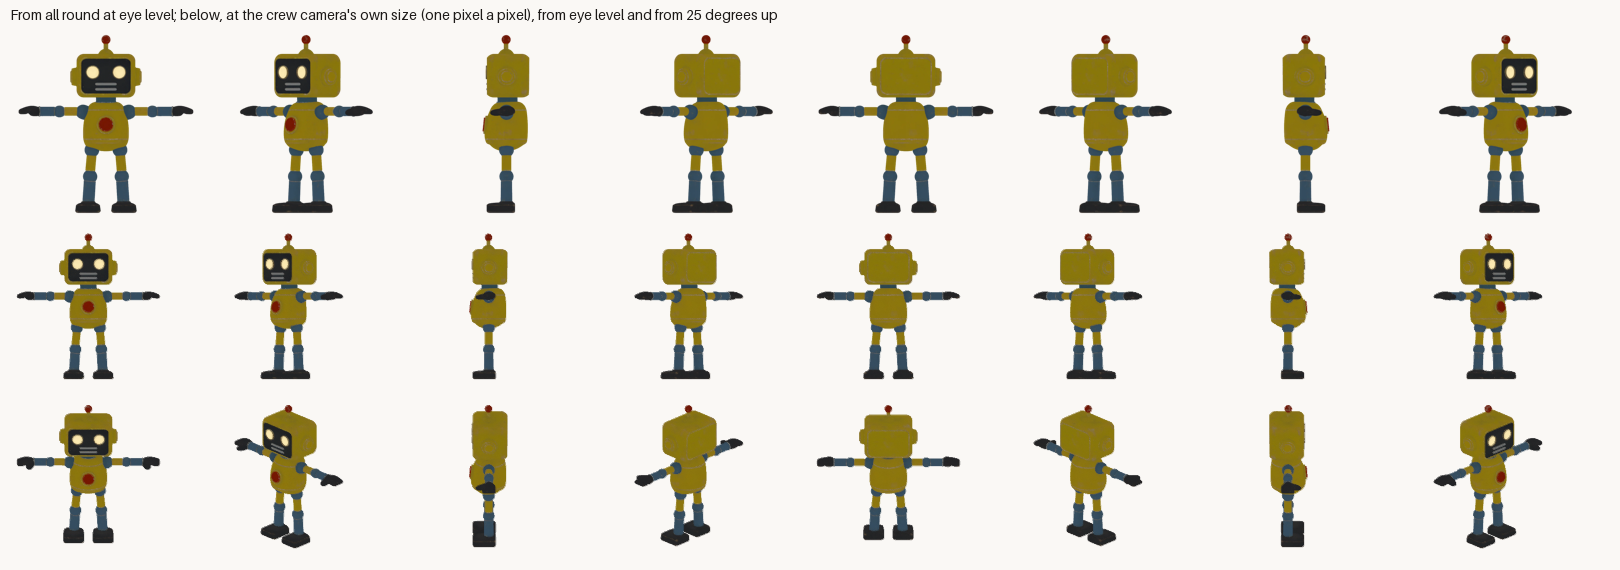 From all round at eye level; below, at the crew camera's own size (one pixel a pixel), from eye level and from 25 degrees up